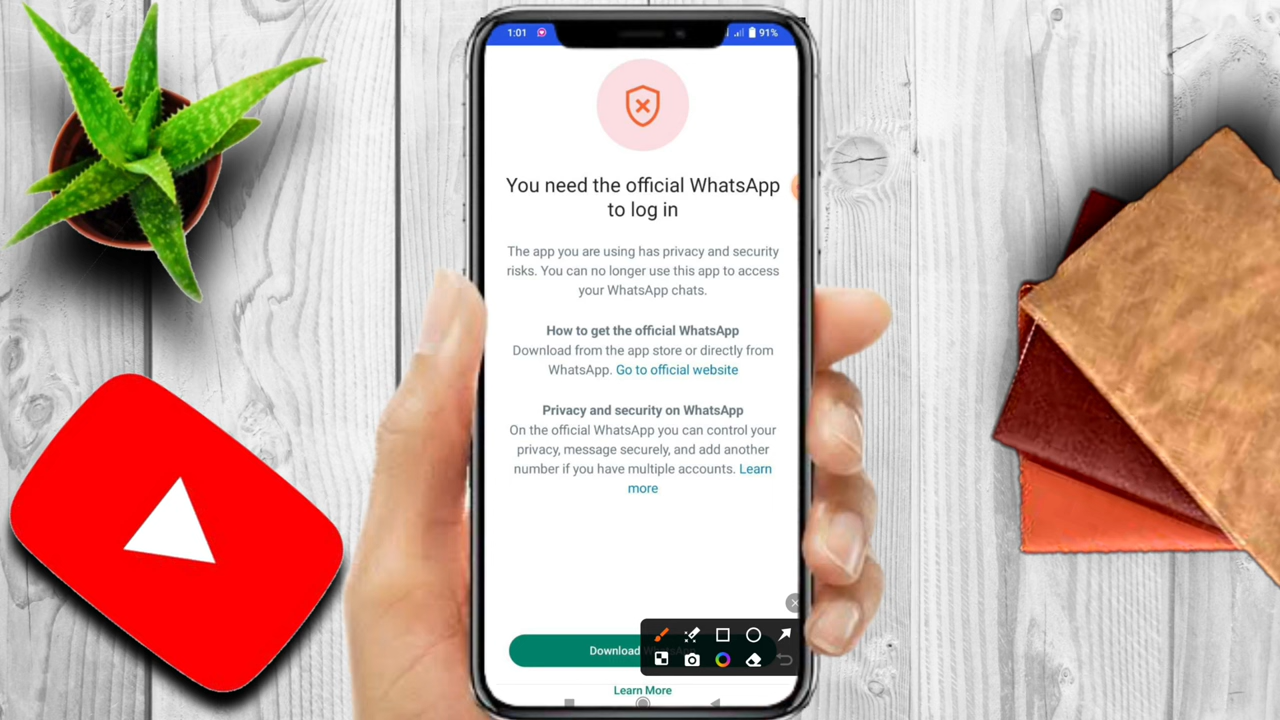 1:01
91%
You need the official WhatsApp
to log in
The app you are using has privacy and security
risks. You can no longer use this app to access
your WhatsApp chats.
How to get the official WhatsApp
Download from the app store or directly from
WhatsApp. Go to official website
Privacy and security on WhatsApp
On the official WhatsApp you can control your
privacy, message securely, and add another
number if you have multiple accounts. Learn
more
Download
Learn More